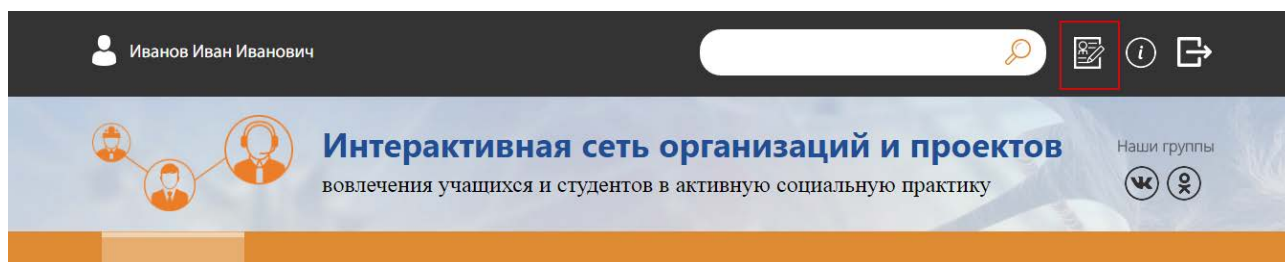 Иванов Иван Иванович
Интерактивная сеть организаций и проектов
вовлечения учащихся и студентов в активную социальную практику
Наши группы